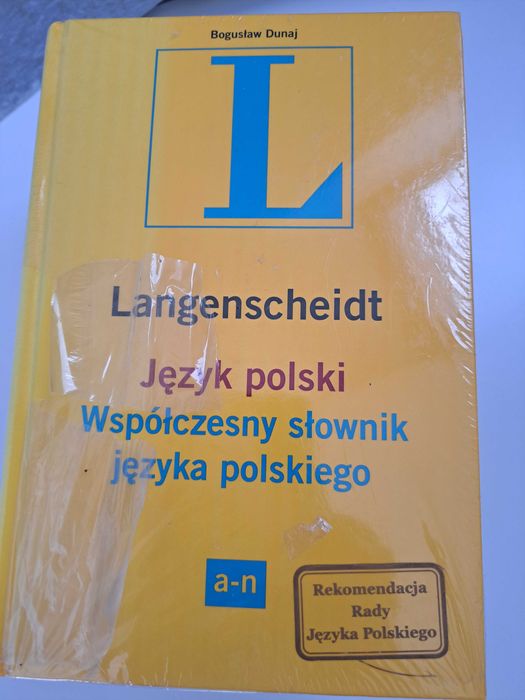 Bogusław Dunaj
L
Langenscheidt
Język polski
Współczesny słownik
języka polskiego
a-n
Rekomendacja
Rady
Języka Polskiego